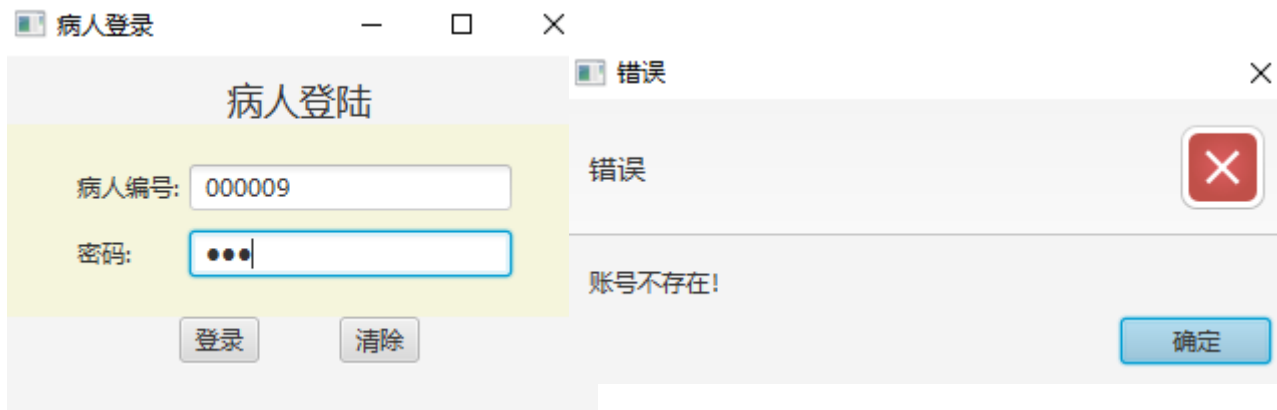 病人登录
病人登陆
病人编号: 000009
密码: ●●●
登录 清除
错误
错误
账号不存在!
确定